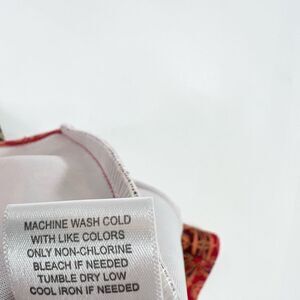 MACHINE WASH COLD
WITH LIKE COLORS
ONLY NON-CHLORINE
BLEACH IF NEEDED
TUMBLE DRY LOW
COOL IRON IF NEEDED